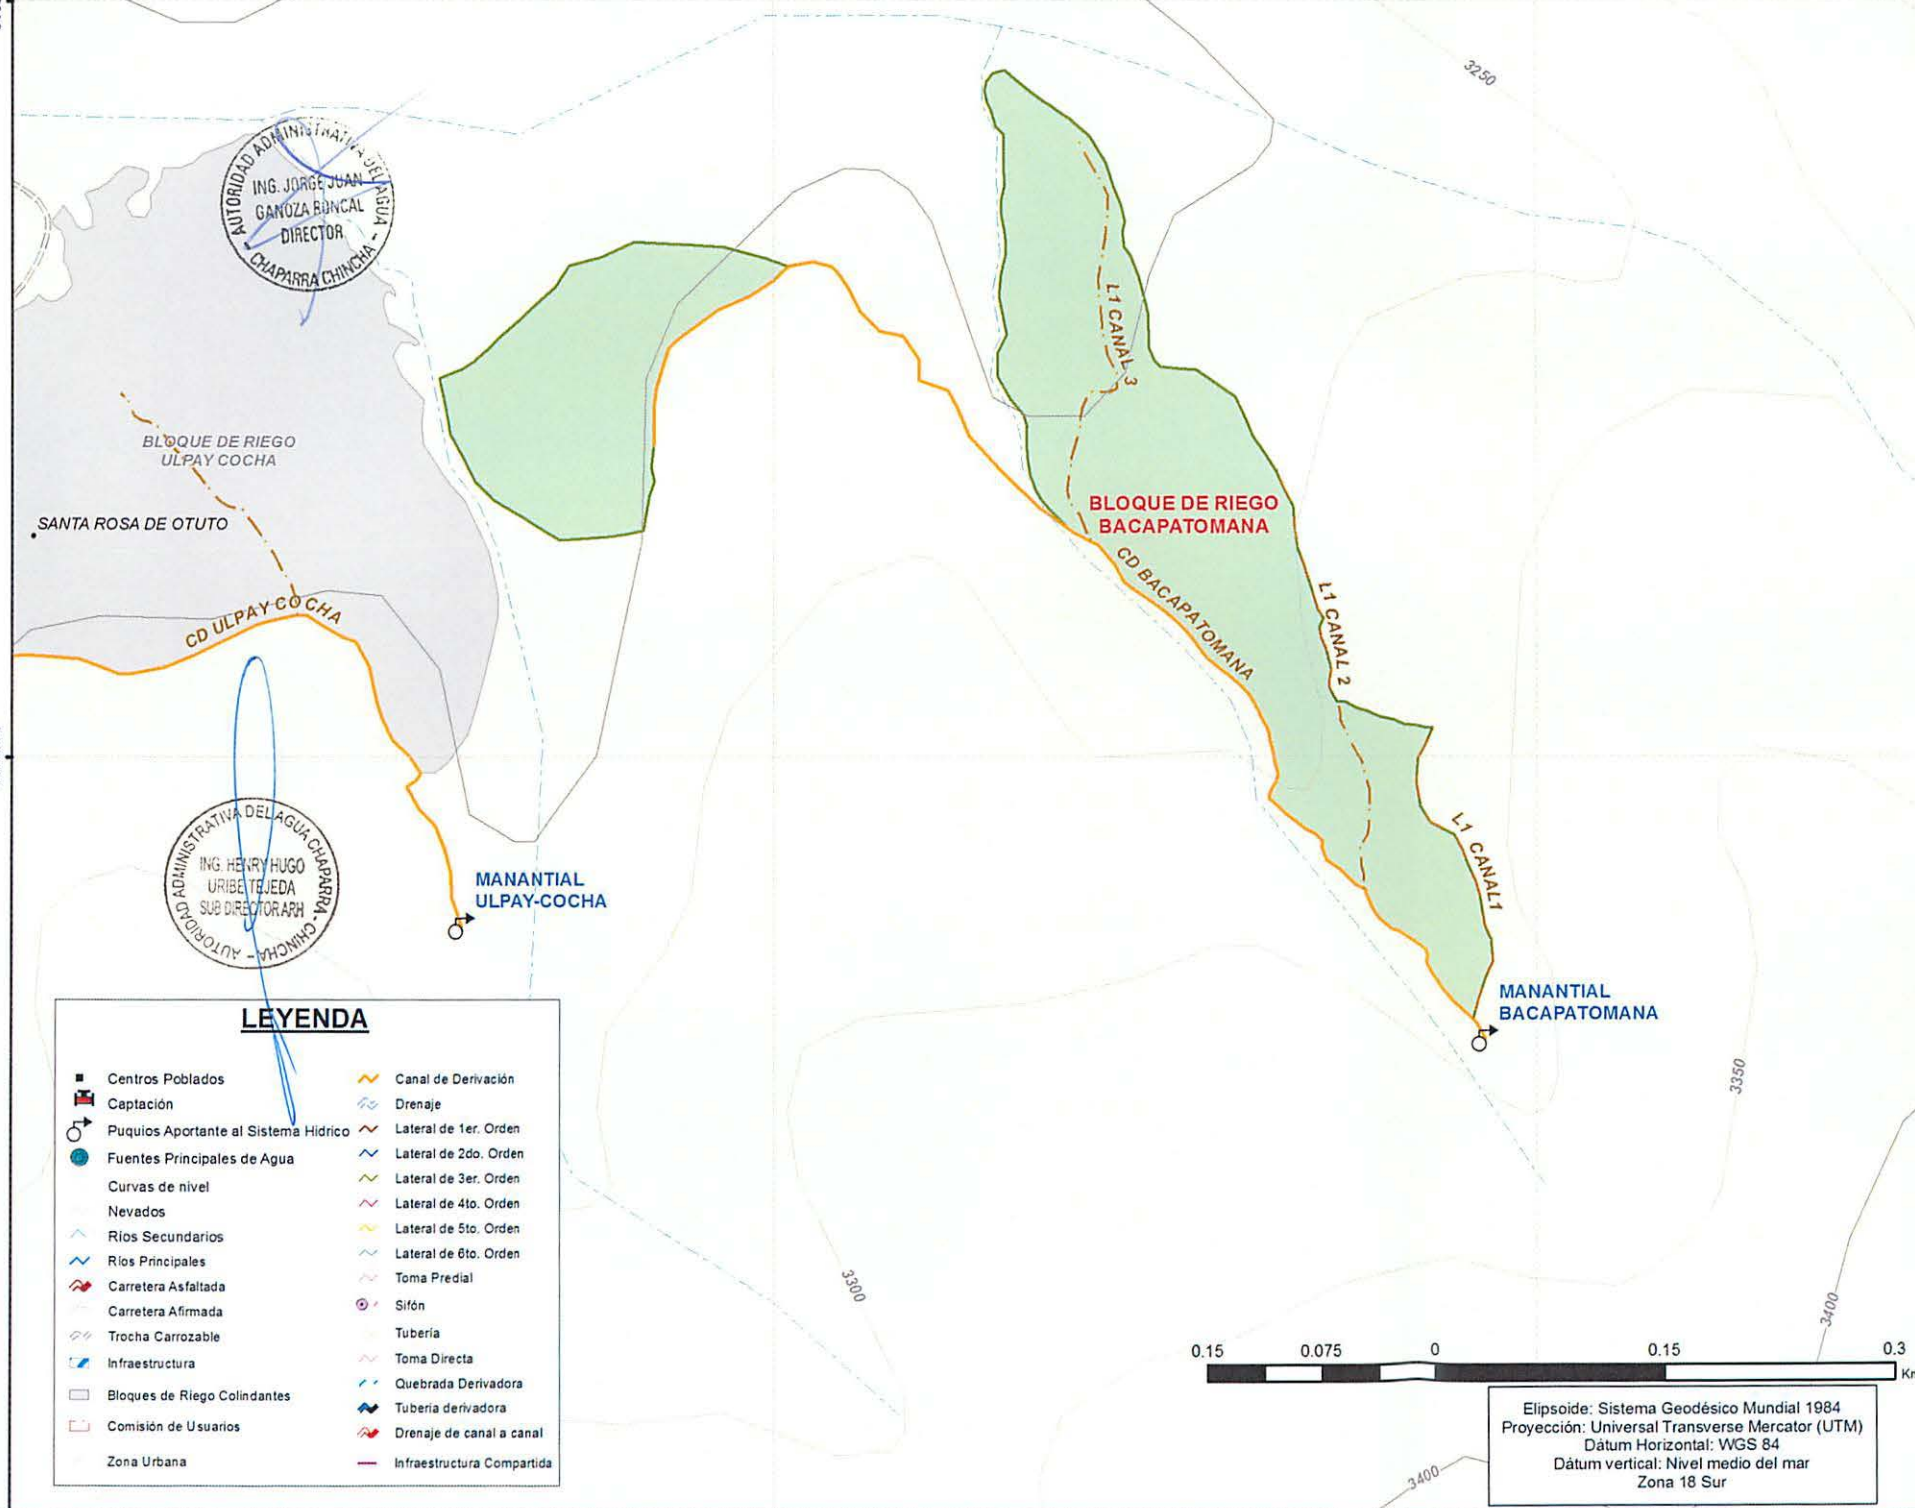 3250
AUTORIDAD ADMINISTRATIVA DEL AGUA - CHAPARRA CHINCHA -
ING. JORGE JUAN
GANOZA RONCAL
DIRECTOR
L1 CANAL 3
BLOQUE DE RIEGO
ULPAY COCHA
SANTA ROSA DE OTUTO
BLOQUE DE RIEGO
BACAPATOMANA
CD BACAPATOMANA
CD ULPAY COCHA
L1 CANAL 2
AUTORIDAD ADMINISTRATIVA DEL AGUA CHAPARRA - CHINCHA -
ING. HENRY HUGO
URIBE TEJEDA
SUB DIRECTOR ARH
L1 CANAL1
MANANTIAL
ULPAY-COCHA
MANANTIAL
BACAPATOMANA
3350
3300
3400
3400
LEYENDA
Centros Poblados
Captación
Puquios Aportante al Sistema Hídrico
Fuentes Principales de Agua
Curvas de nivel
Nevados
Ríos Secundarios
Ríos Principales
Carretera Asfaltada
Carretera Afirmada
Trocha Carrozable
Infraestructura
Bloques de Riego Colindantes
Comisión de Usuarios
Zona Urbana
Canal de Derivación
Drenaje
Lateral de 1er. Orden
Lateral de 2do. Orden
Lateral de 3er. Orden
Lateral de 4to. Orden
Lateral de 5to. Orden
Lateral de 6to. Orden
Toma Predial
Sifón
Tubería
Toma Directa
Quebrada Derivadora
Tubería derivadora
Drenaje de canal a canal
Infraestructura Compartida
0.15 0.075 0 0.15 0.3
Elipsoide: Sistema Geodésico Mundial 1984
Proyección: Universal Transverse Mercator (UTM)
Dátum Horizontal: WGS 84
Dátum vertical: Nivel medio del mar
Zona 18 Sur